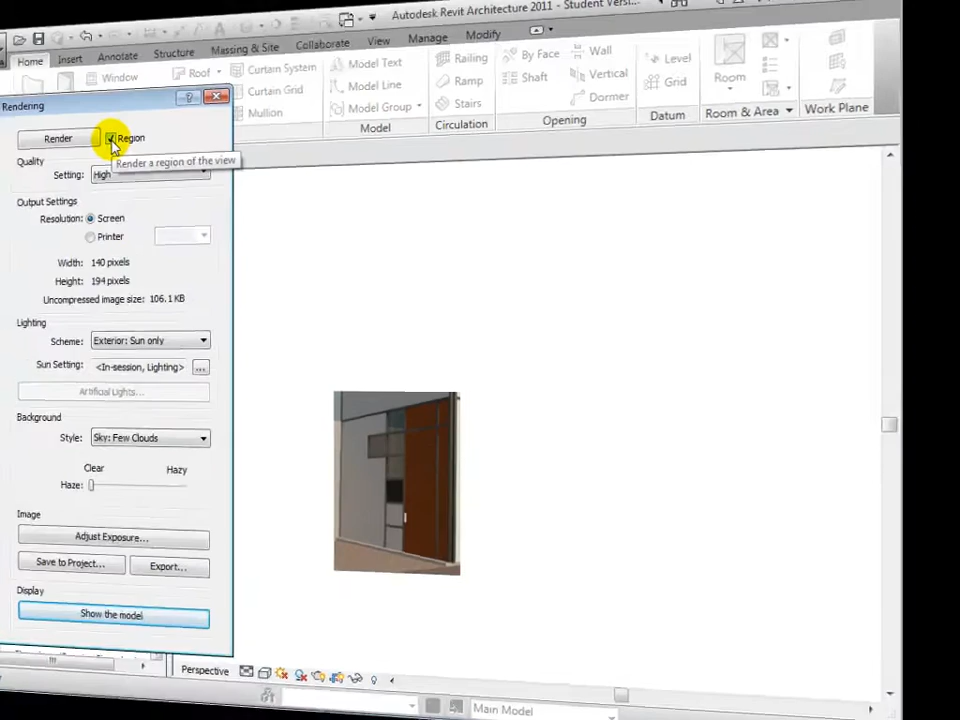 Autodesk Revit Architecture 2011 - Student Versi...
Home Insert Annotate Structure Massing & Site Collaborate View Manage Modify
Window Roof Curtain System Model Text Railing By Face Wall Level Room
Curtain Grid Model Line Ramp Shaft Vertical Grid
Mullion Model Group Stairs Dormer
Model Circulation Opening Datum Room & Area Work Plane
Rendering
Render Region
Render a region of the view
Quality
Setting: High
Output Settings
Resolution: Screen
Printer
Width: 140 pixels
Height: 194 pixels
Uncompressed image size: 106.1 KB
Lighting
Scheme: Exterior: Sun only
Sun Setting: <In-session, Lighting> ...
Artificial Lights...
Background
Style: Sky: Few Clouds
Clear Hazy
Haze:
Image
Adjust Exposure...
Save to Project... Export...
Display
Show the model
Perspective
Main Model